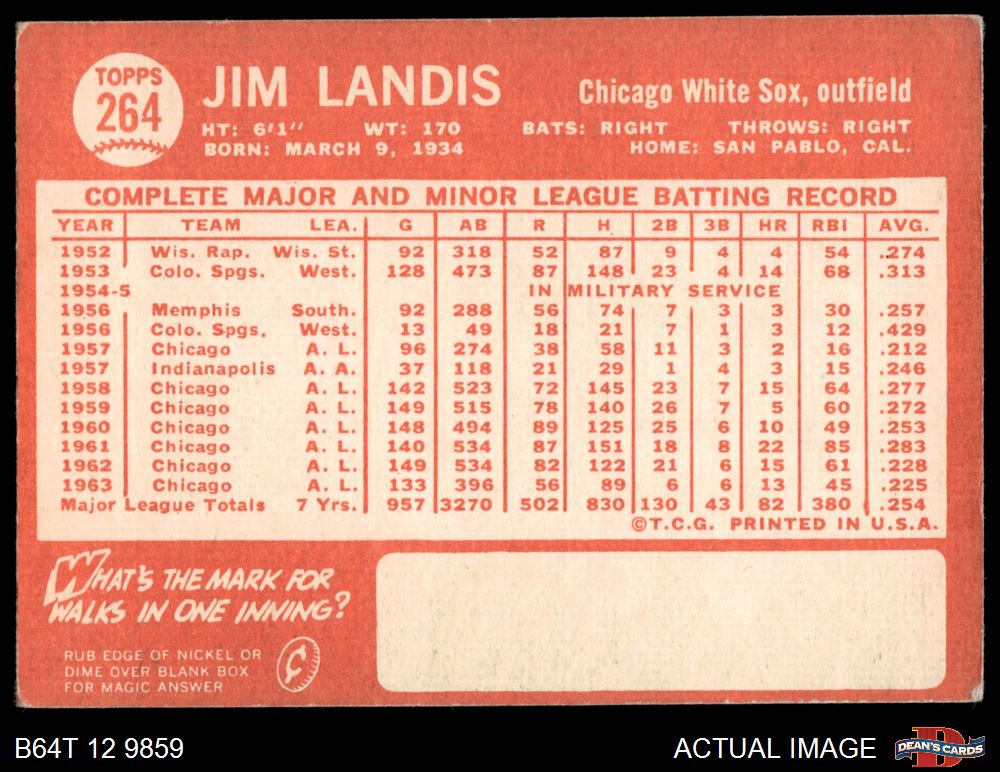 TOPPS
264
JIM LANDIS
Chicago White Sox, outfield
HT: 6'1" WT: 170 BATS: RIGHT THROWS: RIGHT
BORN: MARCH 9, 1934 HOME: SAN PABLO, CAL.
COMPLETE MAJOR AND MINOR LEAGUE BATTING RECORD
YEAR TEAM LEA. G AB R H 2B 3B HR RBI AVG.
1952 Wis. Rap. Wis. St. 92 318 52 87 9 4 4 54 .274
1953 Colo. Spgs. West. 128 473 87 148 23 4 14 68 .313
1954-5 IN MILITARY SERVICE
1956 Memphis South. 92 288 56 74 7 3 3 30 .257
1956 Colo. Spgs. West. 13 49 18 21 7 1 3 12 .429
1957 Chicago A. L. 96 274 38 58 11 3 2 16 .212
1957 Indianapolis A. A. 37 118 21 29 1 4 3 15 .246
1958 Chicago A. L. 142 523 72 145 23 7 15 64 .277
1959 Chicago A. L. 149 515 78 140 26 7 5 60 .272
1960 Chicago A. L. 148 494 89 125 25 6 10 49 .253
1961 Chicago A. L. 140 534 87 151 18 8 22 85 .283
1962 Chicago A. L. 149 534 82 122 21 6 15 61 .228
1963 Chicago A. L. 133 396 56 89 6 6 13 45 .225
Major League Totals 7 Yrs. 957 3270 502 830 130 43 82 380 .254
©T.C.G. PRINTED IN U.S.A.
WHAT'S THE MARK FOR
WALKS IN ONE INNING?
RUB EDGE OF NICKEL OR
DIME OVER BLANK BOX
FOR MAGIC ANSWER
¢
B64T 12 9859
ACTUAL IMAGE
D
DEAN'S CARDS